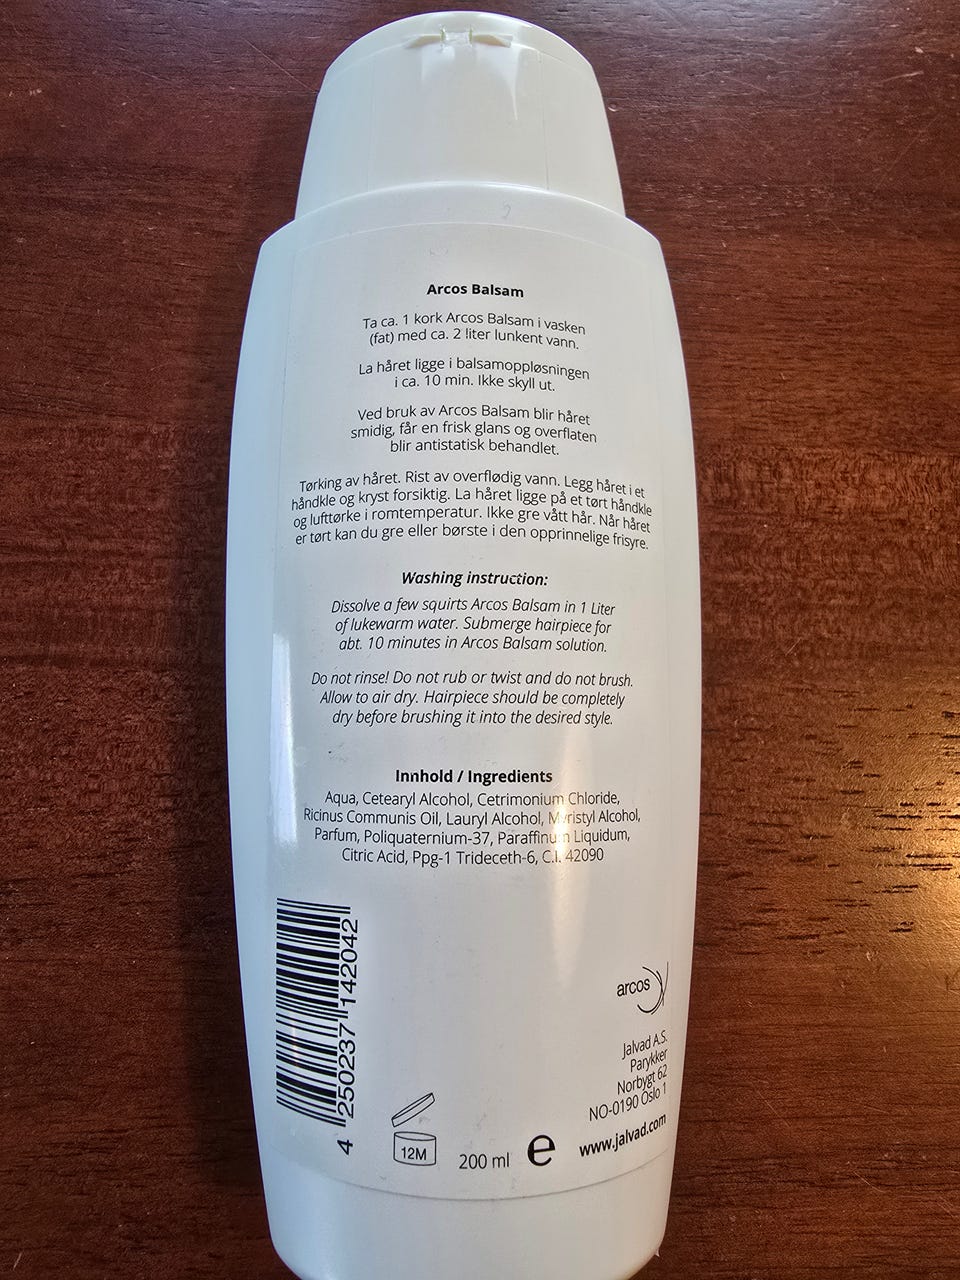 Arcos Balsam
Ta ca. 1 kork Arcos Balsam i vasken
(fat) med ca. 2 liter lunkent vann.
La håret ligge i balsamoppløsningen
i ca. 10 min. Ikke skyll ut.
Ved bruk av Arcos Balsam blir håret
smidig, får en frisk glans og overflaten
blir antistatisk behandlet.
Tørking av håret. Rist av overflødig vann. Legg håret i et
håndkle og kryst forsiktig. La håret ligge på et tørt håndkle
og lufttørke i romtemperatur. Ikke gre vått hår. Når håret
er tørt kan du gre eller børste i den opprinnelige frisyre.
Washing instruction:
Dissolve a few squirts Arcos Balsam in 1 Liter
of lukewarm water. Submerge hairpiece for
abt. 10 minutes in Arcos Balsam solution.
Do not rinse! Do not rub or twist and do not brush.
Allow to air dry. Hairpiece should be completely
dry before brushing it into the desired style.
Innhold / Ingredients
Aqua, Cetearyl Alcohol, Cetrimonium Chloride,
Ricinus Communis Oil, Lauryl Alcohol, Myristyl Alcohol,
Parfum, Poliquaternium-37, Paraffinum Liquidum,
Citric Acid, Ppg-1 Trideceth-6, C.I. 42090
4 250237 142042
12M
200 ml e
arcos
Jalvad A.S.
Parykker
Norbygt 62
NO-0190 Oslo 1
www.jalvad.com